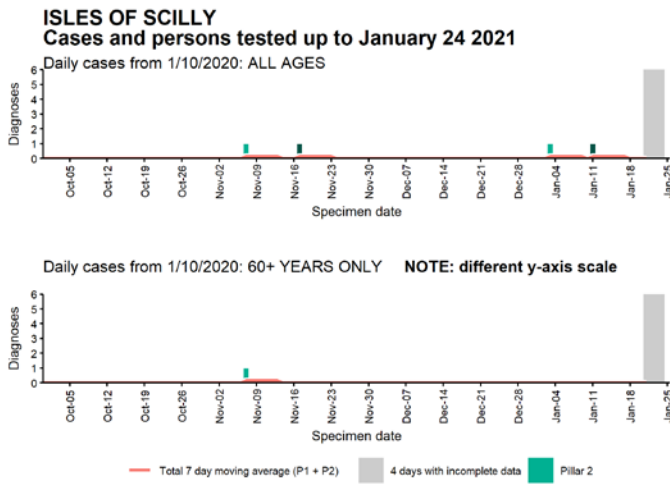 ISLES OF SCILLY
Cases and persons tested up to January 24 2021
Daily cases from 1/10/2020: ALL AGES
Diagnoses
6
5
4
3
2
1
0
Oct-05 Oct-12 Oct-19 Oct-26 Nov-02 Nov-09 Nov-16 Nov-23 Nov-30 Dec-07 Dec-14 Dec-21 Dec-28 Jan-04 Jan-11 Jan-18 Jan-25
Specimen date
Daily cases from 1/10/2020: 60+ YEARS ONLY NOTE: different y-axis scale
Diagnoses
6
5
4
3
2
1
0
Oct-05 Oct-12 Oct-19 Oct-26 Nov-02 Nov-09 Nov-16 Nov-23 Nov-30 Dec-07 Dec-14 Dec-21 Dec-28 Jan-04 Jan-11 Jan-18 Jan-25
Specimen date
Total 7 day moving average (P1 + P2) 4 days with incomplete data Pillar 2